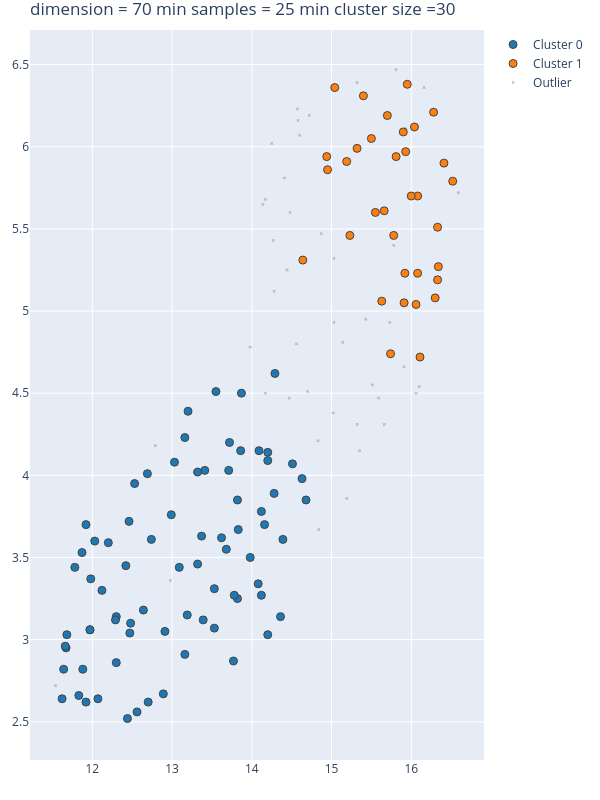 dimension = 70 min samples = 25 min cluster size =30
Cluster 0
Cluster 1
Outlier
6.5
6
5.5
5
4.5
4
3.5
3
2.5
12 13 14 15 16